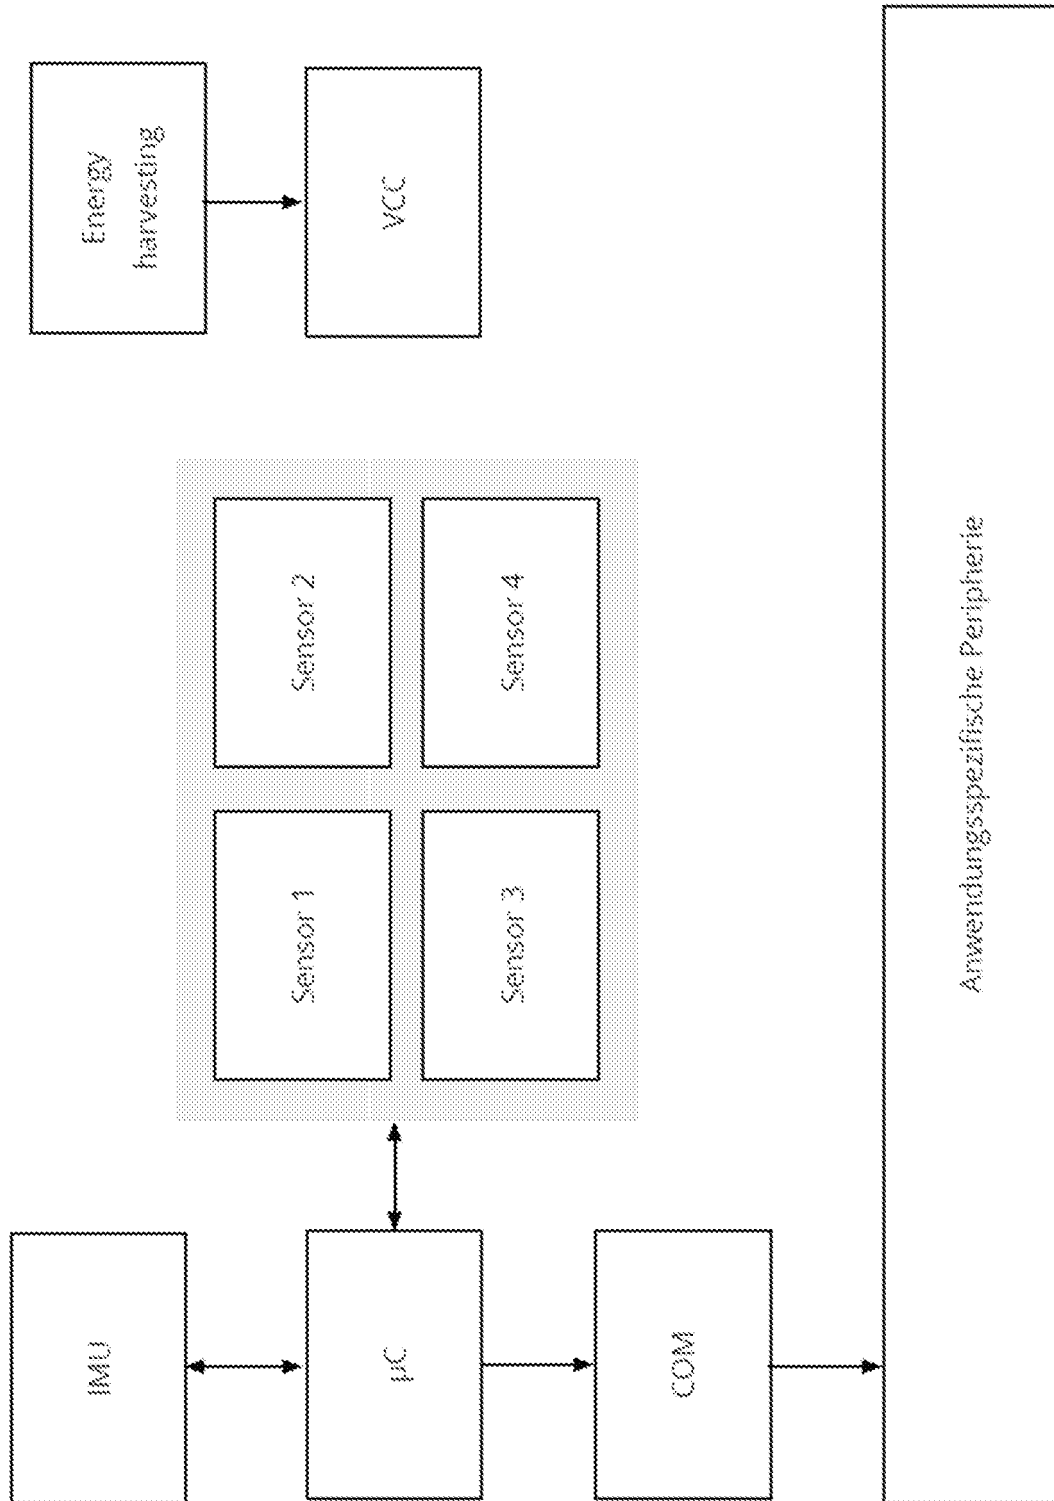 IMU
Sensor 1
Sensor 2
Energy
harvesting
µC
Sensor 3
Sensor 4
VCC
COM
Anwendungsspezifische Peripherie